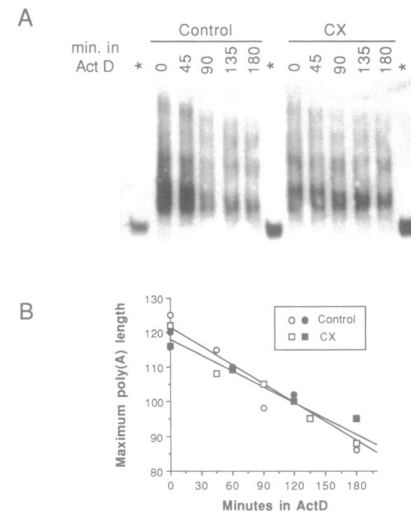 A
Control CX
min. in
Act D * 0 45 90 135 180 * 0 45 90 135 180 *
B
Maximum poly(A) length
130
120
110
100
90
80
Control
CX
0 30 60 90 120 150 180
Minutes in ActD